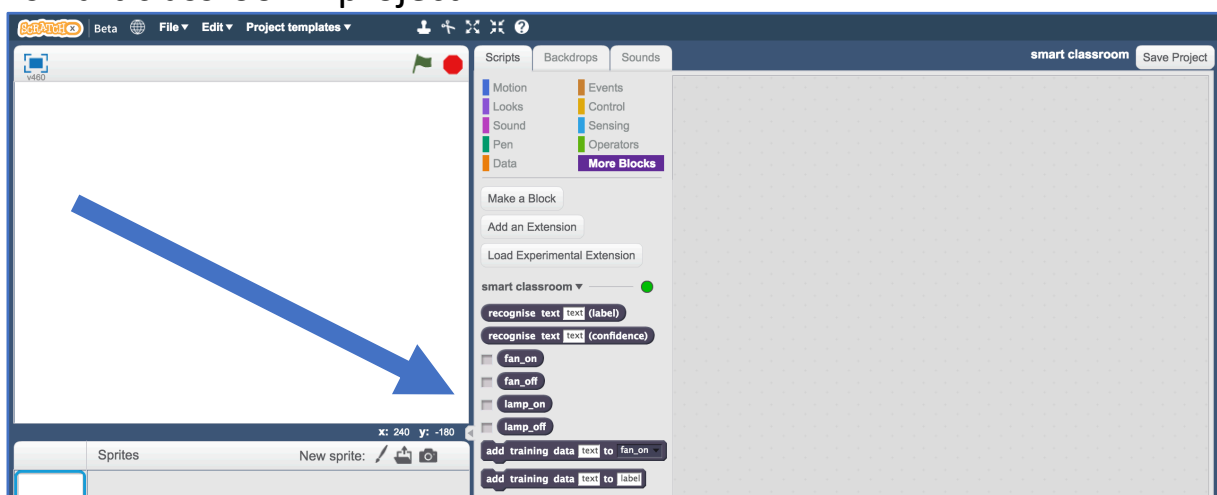 SCRATCHX Beta File▼ Edit▼ Project templates▼
v460
Scripts Backdrops Sounds
smart classroom Save Project
Motion Events
Looks Control
Sound Sensing
Pen Operators
Data More Blocks
Make a Block
Add an Extension
Load Experimental Extension
smart classroom ▼
recognise text text (label)
recognise text text (confidence)
fan_on
fan_off
lamp_on
lamp_off
x: 240 y: -180
Sprites New sprite:
add training data text to fan_on
add training data text to label